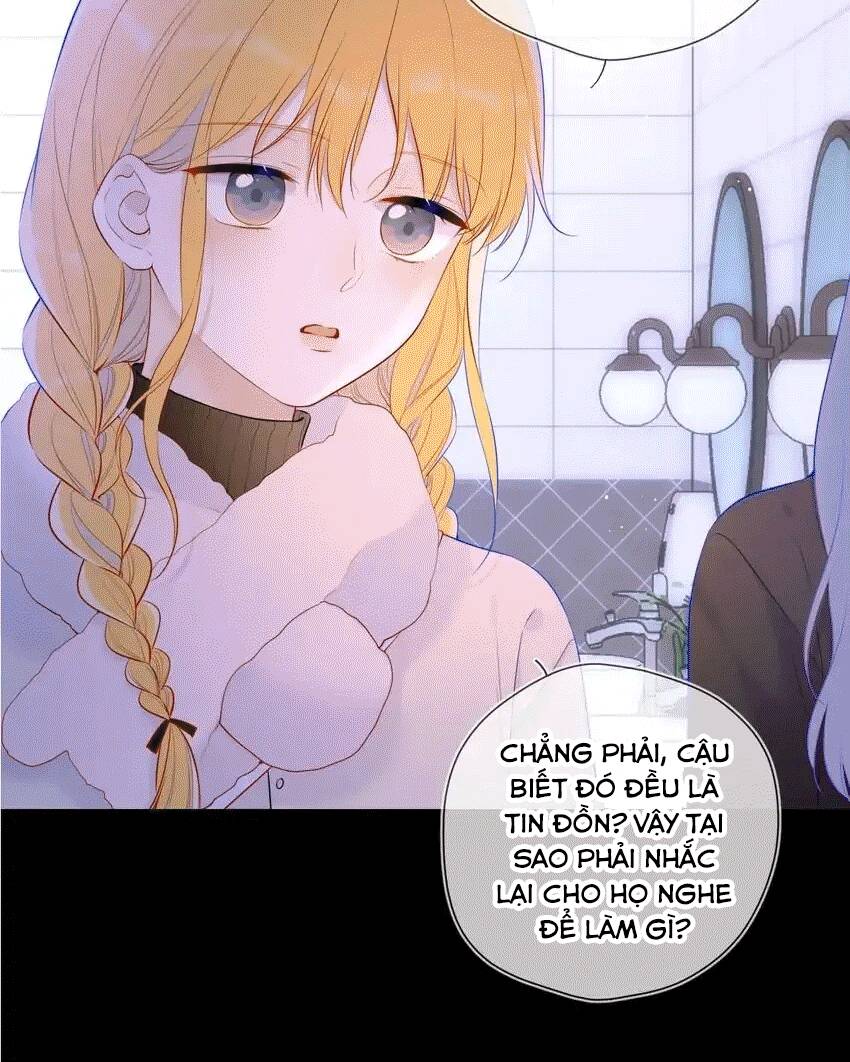 CHẲNG PHẢI, CẬU
BIẾT ĐÓ ĐỀU LÀ
TIN ĐỒN? VẬY TẠI
SAO PHẢI NHẮC
LẠI CHO HỌ NGHE
ĐỂ LÀM GÌ?